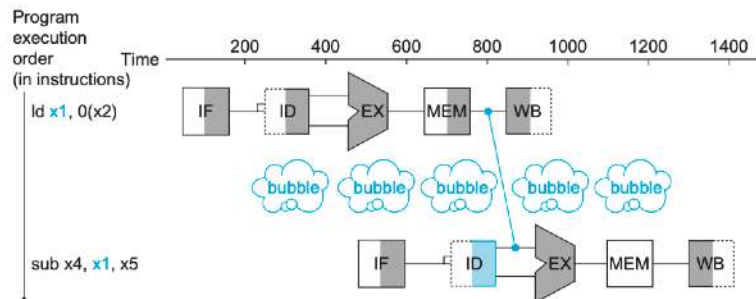 Program
execution
order
(in instructions)
Time
200 400 600 800 1000 1200 1400
ld x1, 0(x2)
IF ID EX MEM WB
bubble bubble bubble bubble bubble
sub x4, x1, x5
IF ID EX MEM WB